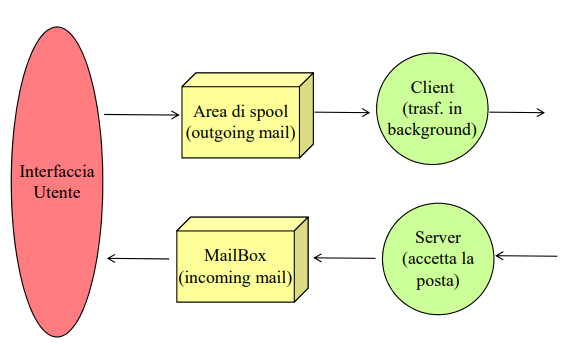 Interfaccia
Utente
Area di spool
(outgoing mail)
Client
(trasf. in
background)
MailBox
(incoming mail)
Server
(accetta la
posta)